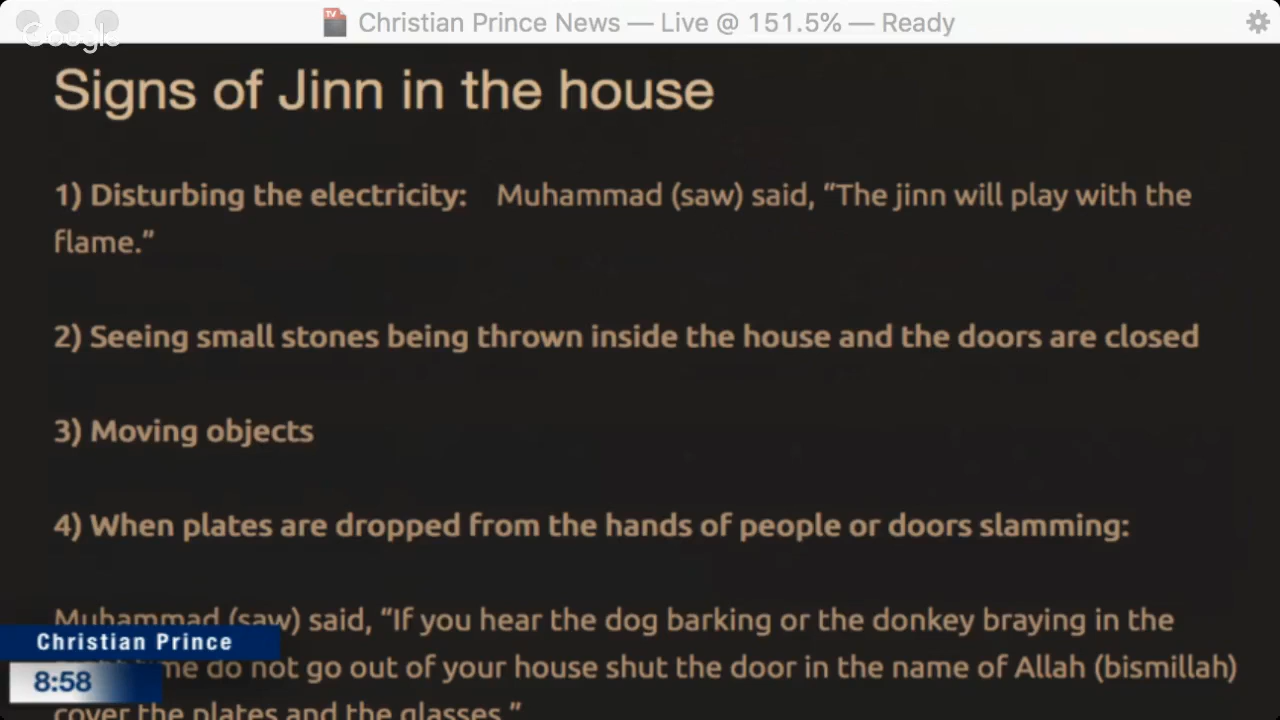 Christian Prince News — Live @ 151.5% — Ready
Google
Signs of Jinn in the house
1) Disturbing the electricity: Muhammad (saw) said, “The jinn will play with the
flame.”
2) Seeing small stones being thrown inside the house and the doors are closed
3) Moving objects
4) When plates are dropped from the hands of people or doors slamming:
Muhammad (saw) said, “If you hear the dog barking or the donkey braying in the
time do not go out of your house shut the door in the name of Allah (bismillah)
cover the plates and the glasses.”
Christian Prince
8:58